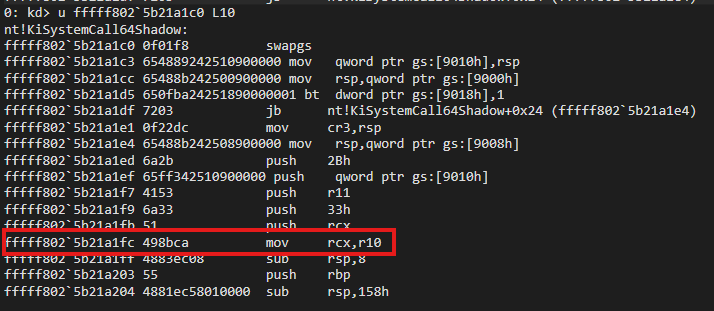 0: kd> u fffff802`5b21a1c0 L10
nt!KiSystemCall64Shadow:
fffff802`5b21a1c0 0f01f8 swapgs
fffff802`5b21a1c3 654889242510900000 mov qword ptr gs:[9010h],rsp
fffff802`5b21a1cc 65488b242500900000 mov rsp,qword ptr gs:[9000h]
fffff802`5b21a1d5 650fba24251890000001 bt dword ptr gs:[9018h],1
fffff802`5b21a1df 7203 jb nt!KiSystemCall64Shadow+0x24 (fffff802`5b21a1e4)
fffff802`5b21a1e1 0f22dc mov cr3,rsp
fffff802`5b21a1e4 65488b242508900000 mov rsp,qword ptr gs:[9008h]
fffff802`5b21a1ed 6a2b push 2Bh
fffff802`5b21a1ef 65ff342510900000 push qword ptr gs:[9010h]
fffff802`5b21a1f7 4153 push r11
fffff802`5b21a1f9 6a33 push 33h
fffff802`5b21a1fb 51 push rcx
fffff802`5b21a1fc 498bca mov rcx,r10
fffff802`5b21a1ff 4883ec08 sub rsp,8
fffff802`5b21a203 55 push rbp
fffff802`5b21a204 4881ec58010000 sub rsp,158h